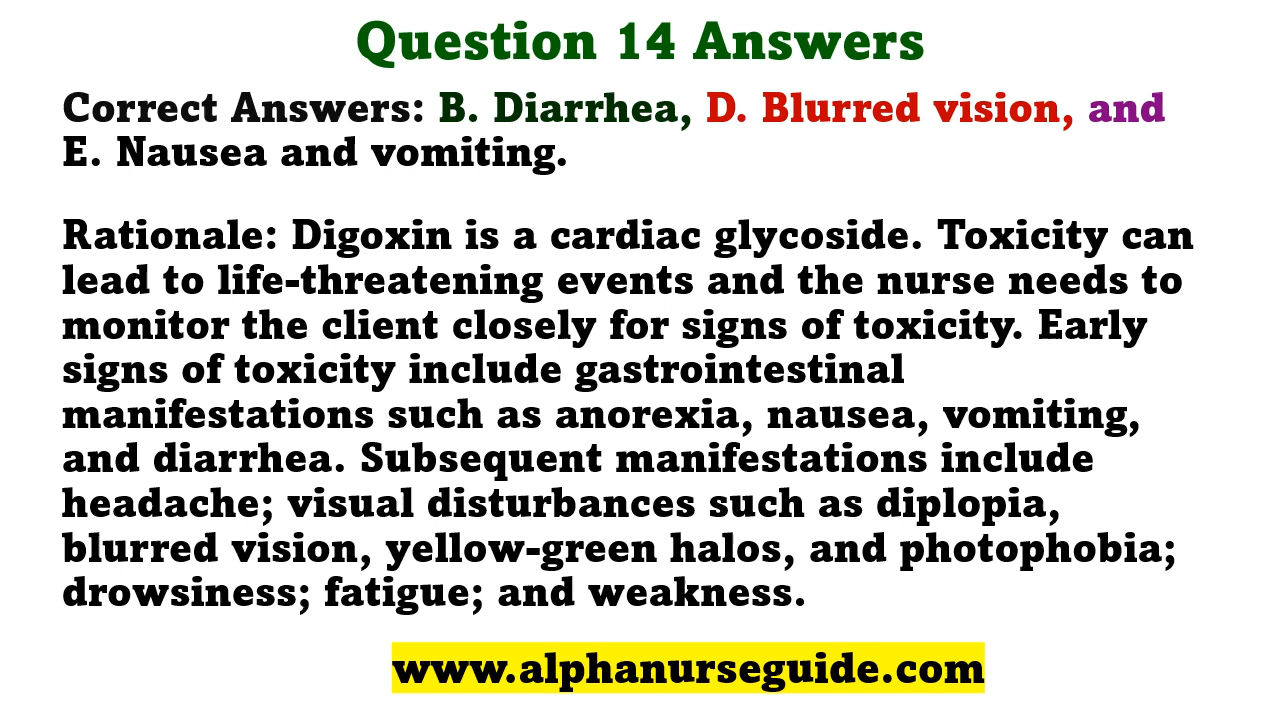 Question 14 Answers
Correct Answers: B. Diarrhea, D. Blurred vision, and
E. Nausea and vomiting.
Rationale: Digoxin is a cardiac glycoside. Toxicity can
lead to life-threatening events and the nurse needs to
monitor the client closely for signs of toxicity. Early
signs of toxicity include gastrointestinal
manifestations such as anorexia, nausea, vomiting,
and diarrhea. Subsequent manifestations include
headache; visual disturbances such as diplopia,
blurred vision, yellow-green halos, and photophobia;
drowsiness; fatigue; and weakness.
www.alphanurseguide.com